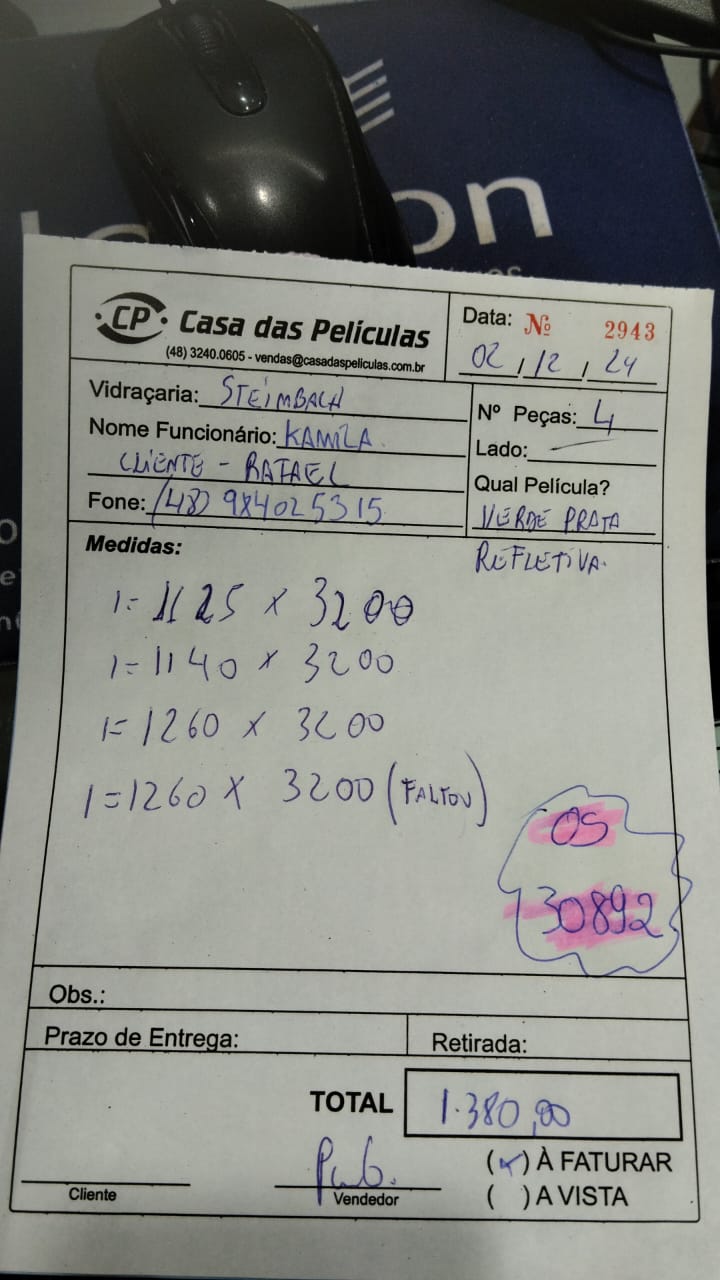 on
CP Casa das Películas
(48) 3240.0605 - vendas@casadaspeliculas.com.br
Data: Nº 2943
02 / 12 / 24
Vidraçaria: STEIMBACH
Nome Funcionário: KAMILA
CLIENTE - RAFAEL
Fone: (48) 984025315
Nº Peças: 4
Lado:
Qual Película?
VERDE PRATA
REFLETIVA.
Medidas:
1= 1125 x 3200
1= 1140 x 3200
1= 1260 x 3200
1= 1260 x 3200 (FALTOU)
OS
30892
Obs.:
Prazo de Entrega:
Retirada:
TOTAL 1.380,00
Cliente
Vendedor
(✓) À FATURAR
( ) A VISTA